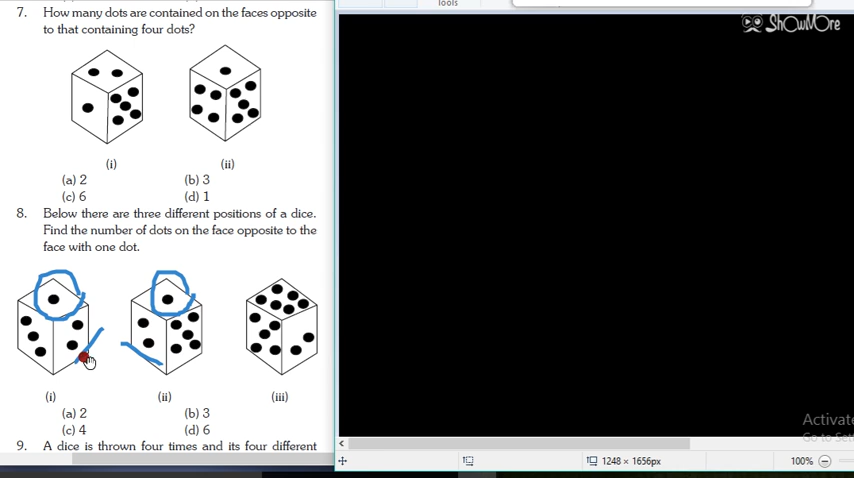 7. How many dots are contained on the faces opposite
to that containing four dots?
(i)
(ii)
(a) 2
(b) 3
(c) 6
(d) 1
8. Below there are three different positions of a dice.
Find the number of dots on the face opposite to the
face with one dot.
(i)
(ii)
(iii)
(a) 2
(b) 3
(c) 4
(d) 6
9. A dice is thrown four times and its four different
Tools
ShowMore
Activate
Go to Set
1248 × 1656px
100%